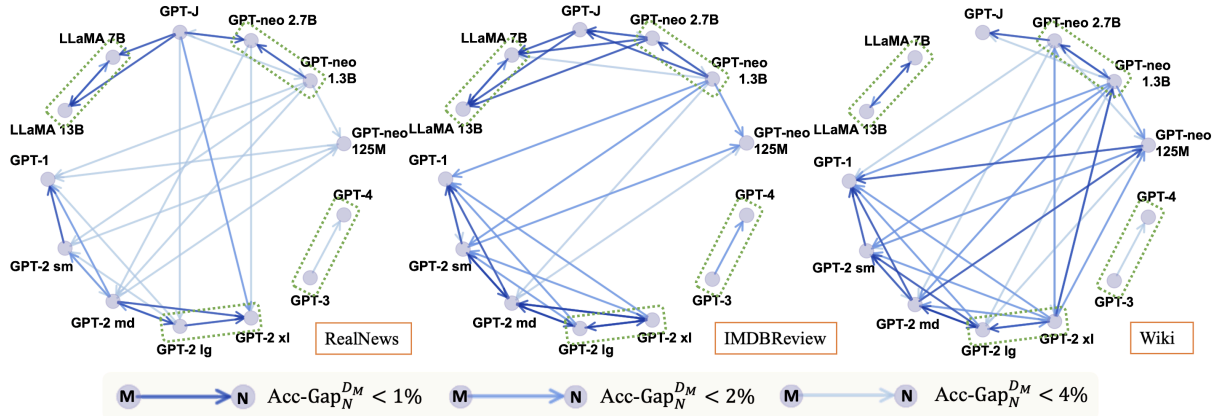 GPT-J
GPT-neo 2.7B
LLaMA 7B
GPT-neo
1.3B
LLaMA 13B
GPT-neo
125M
GPT-1
GPT-4
GPT-2 sm
GPT-3
GPT-2 md
GPT-2 xl
GPT-2 lg
RealNews
GPT-J
GPT-neo 2.7B
LLaMA 7B
GPT-neo
1.3B
LLaMA 13B
GPT-neo
125M
GPT-1
GPT-4
GPT-2 sm
GPT-3
GPT-2 md
GPT-2 xl
GPT-2 lg
IMDBReview
GPT-J
GPT-neo 2.7B
LLaMA 7B
GPT-neo
1.3B
LLaMA 13B
GPT-neo
125M
GPT-1
GPT-4
GPT-2 sm
GPT-3
GPT-2 md
GPT-2 xl
GPT-2 lg
Wiki
M N Acc-Gap_N^{D_M} < 1% M N Acc-Gap_N^{D_M} < 2% M N Acc-Gap_N^{D_M} < 4%